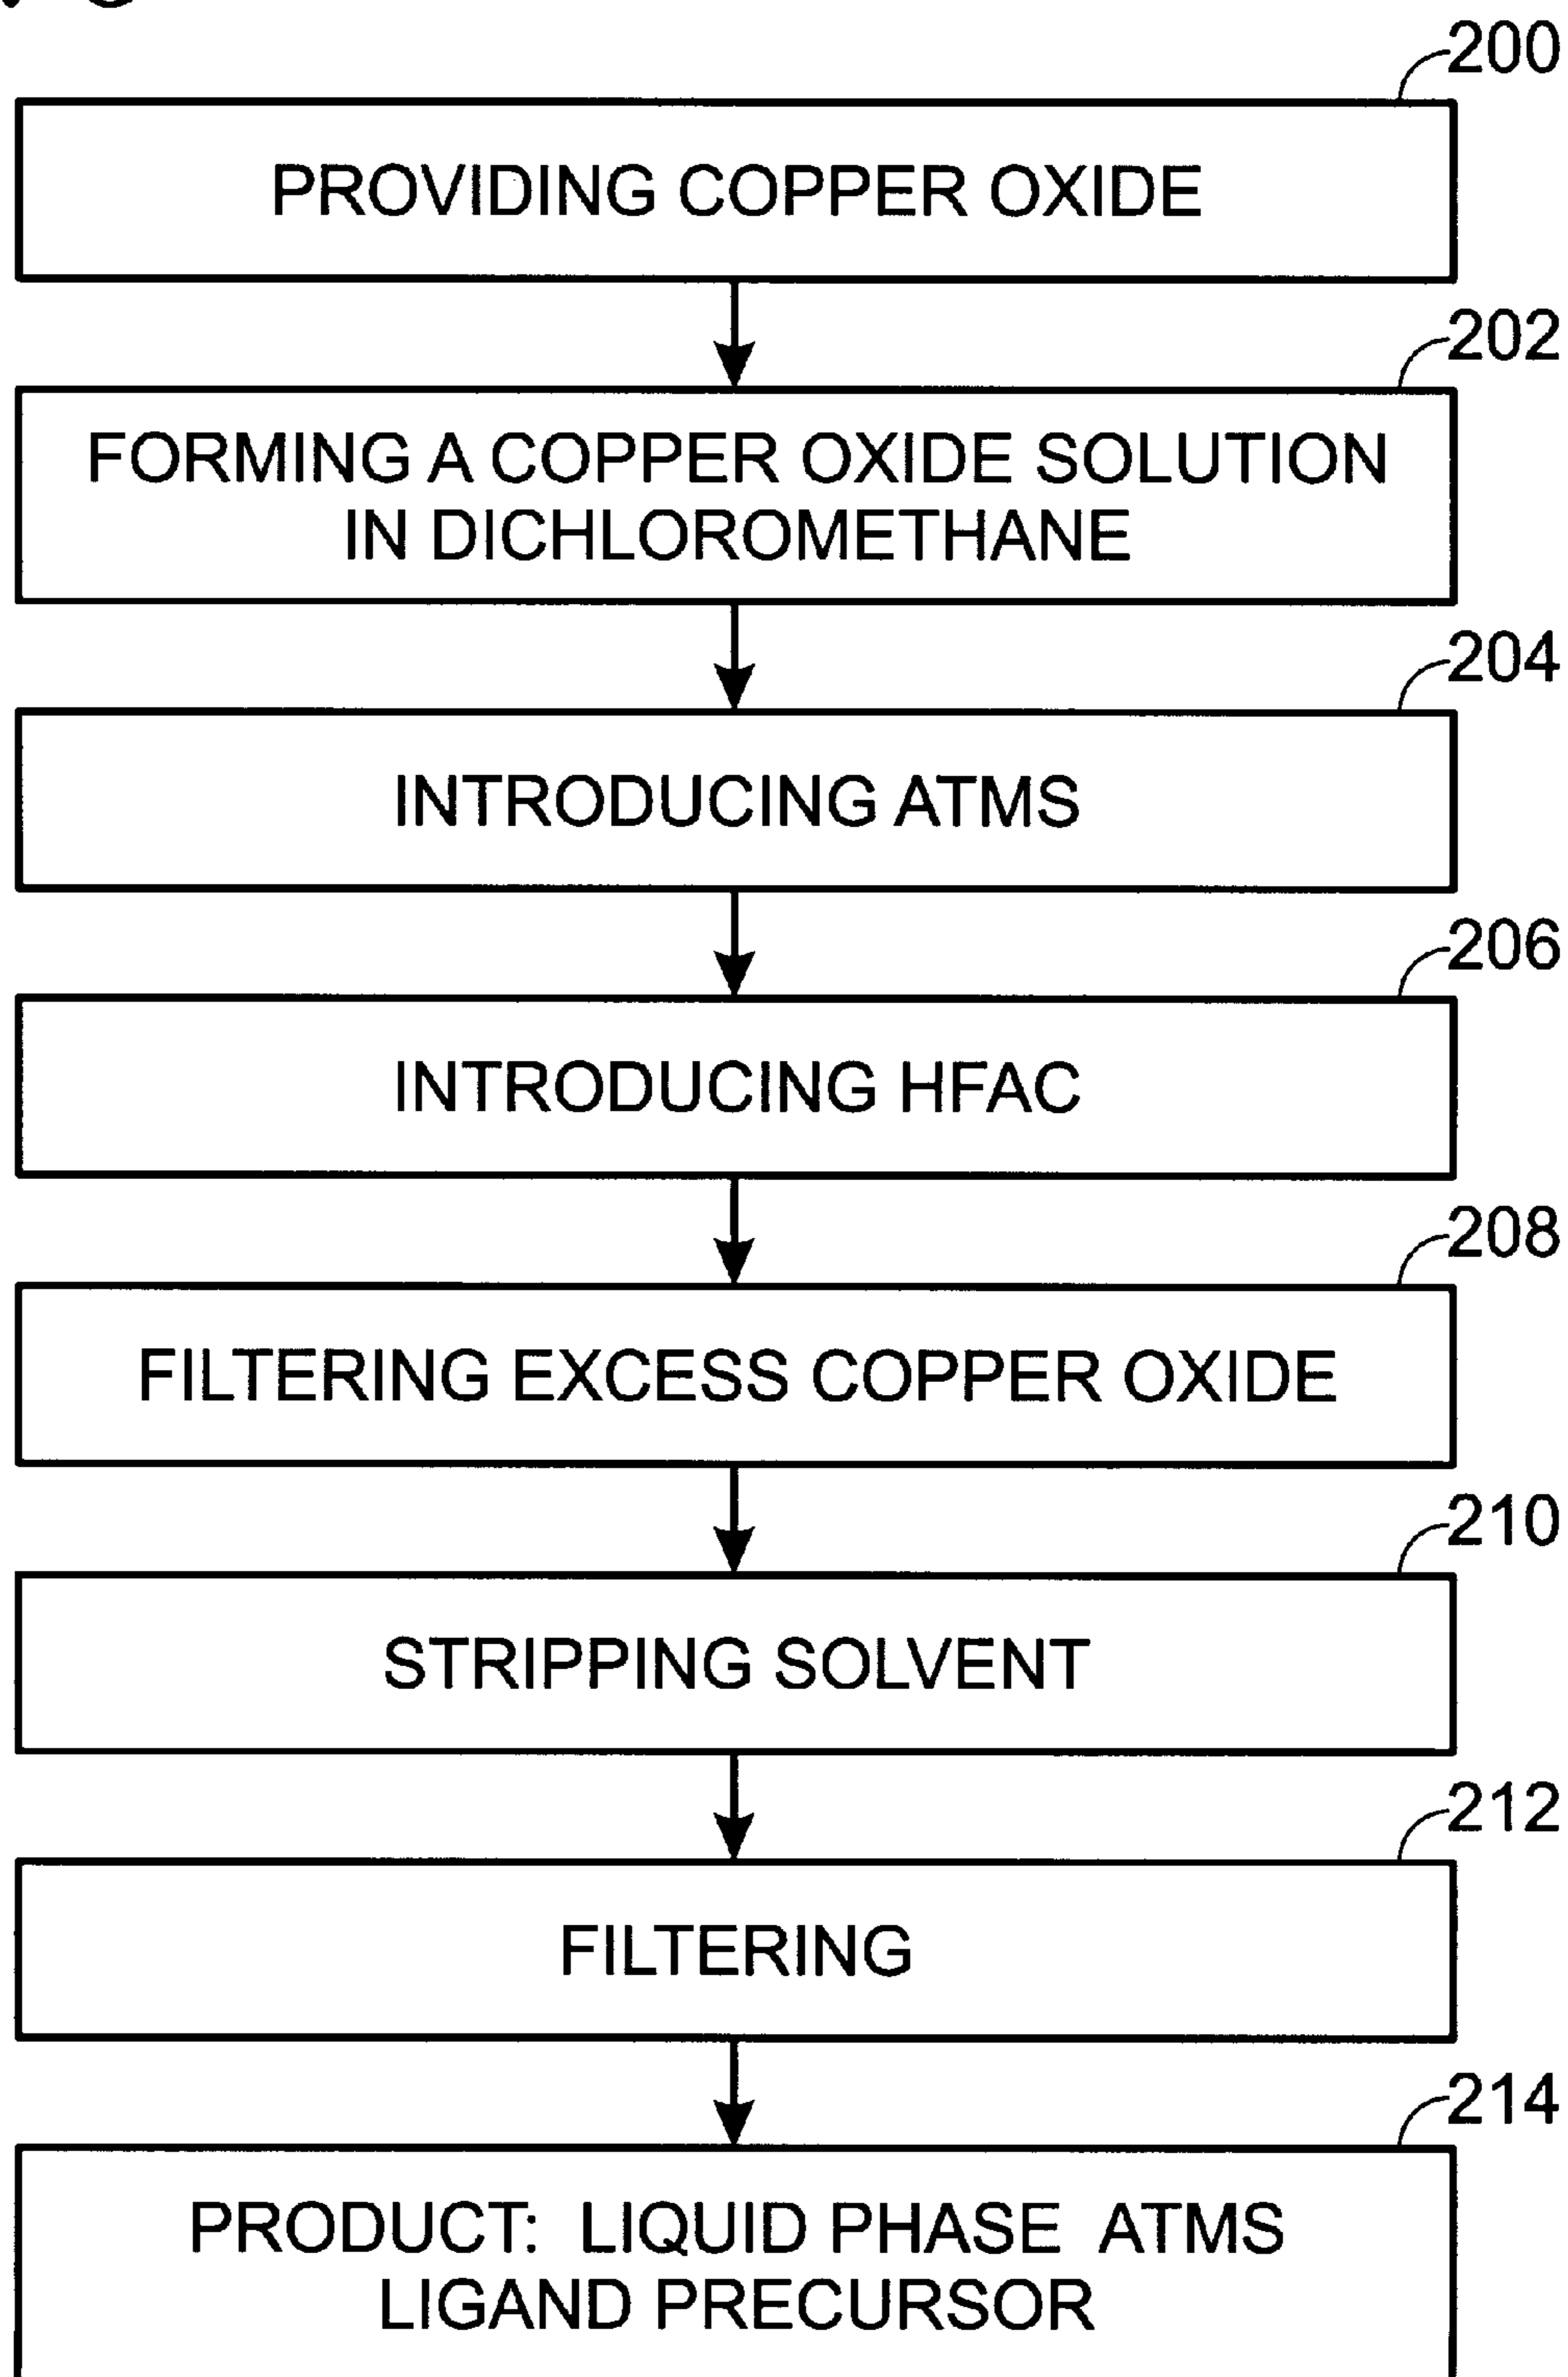 200
PROVIDING COPPER OXIDE
202
FORMING A COPPER OXIDE SOLUTION
IN DICHLOROMETHANE
204
INTRODUCING ATMS
206
INTRODUCING HFAC
208
FILTERING EXCESS COPPER OXIDE
210
STRIPPING SOLVENT
212
FILTERING
214
PRODUCT: LIQUID PHASE ATMS
LIGAND PRECURSOR